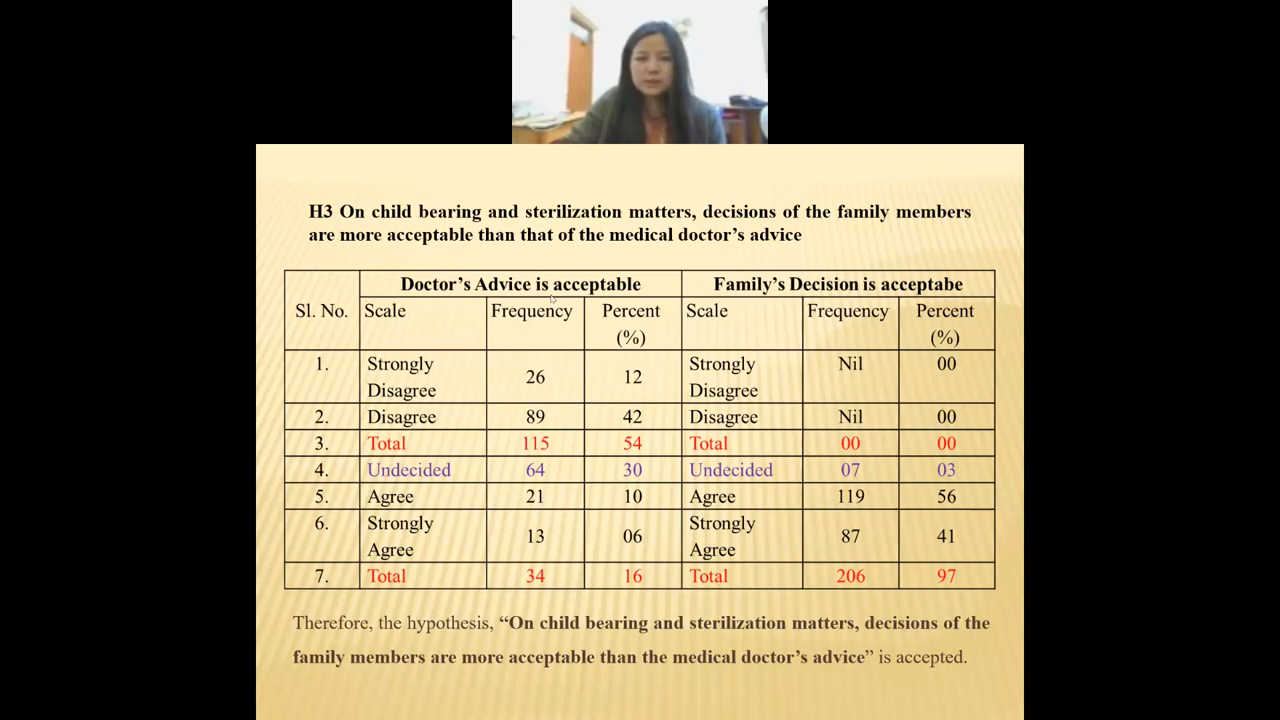 H3 On child bearing and sterilization matters, decisions of the family members
are more acceptable than that of the medical doctor's advice
Doctor's Advice is acceptable Family's Decision is acceptabe
Sl. No. Scale Frequency Percent (%) Scale Frequency Percent (%)
1. Strongly Disagree 26 12 Strongly Disagree Nil 00
2. Disagree 89 42 Disagree Nil 00
3. Total 115 54 Total 00 00
4. Undecided 64 30 Undecided 07 03
5. Agree 21 10 Agree 119 56
6. Strongly Agree 13 06 Strongly Agree 87 41
7. Total 34 16 Total 206 97
Therefore, the hypothesis, “On child bearing and sterilization matters, decisions of the
family members are more acceptable than the medical doctor's advice” is accepted.